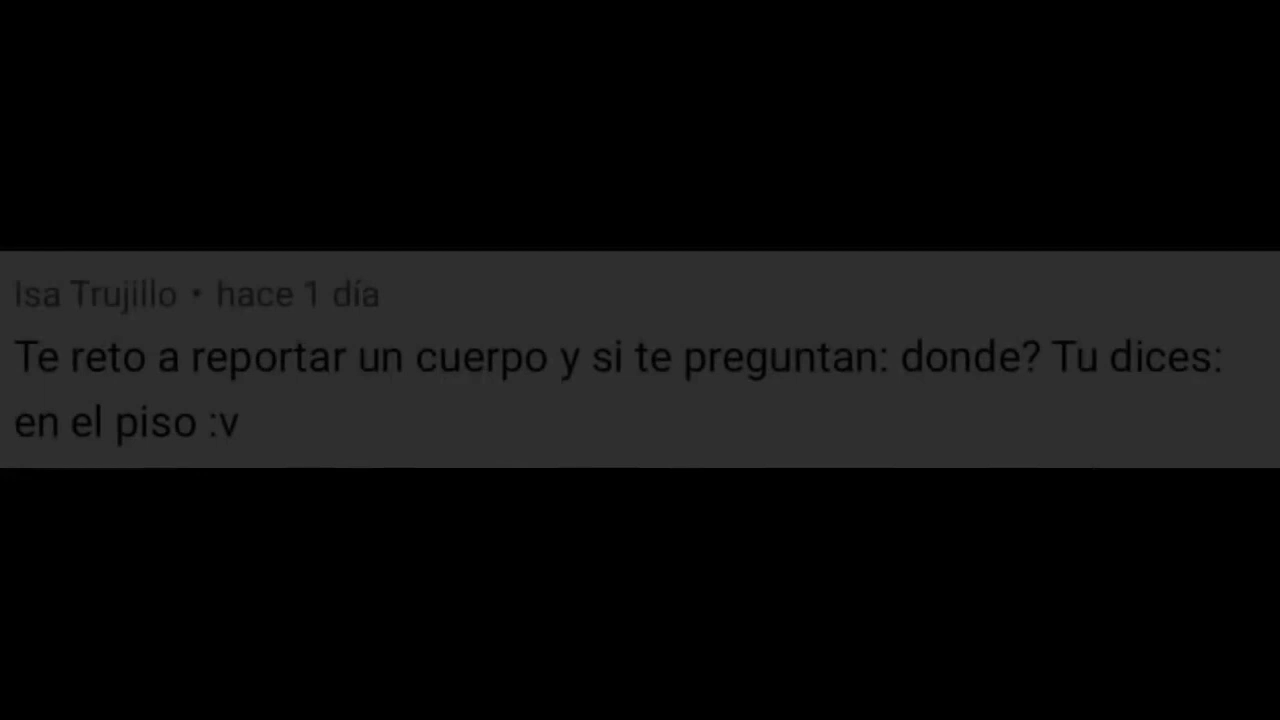 Isa Trujillo • hace 1 día
Te reto a reportar un cuerpo y si te preguntan: donde? Tu dices:
en el piso :v